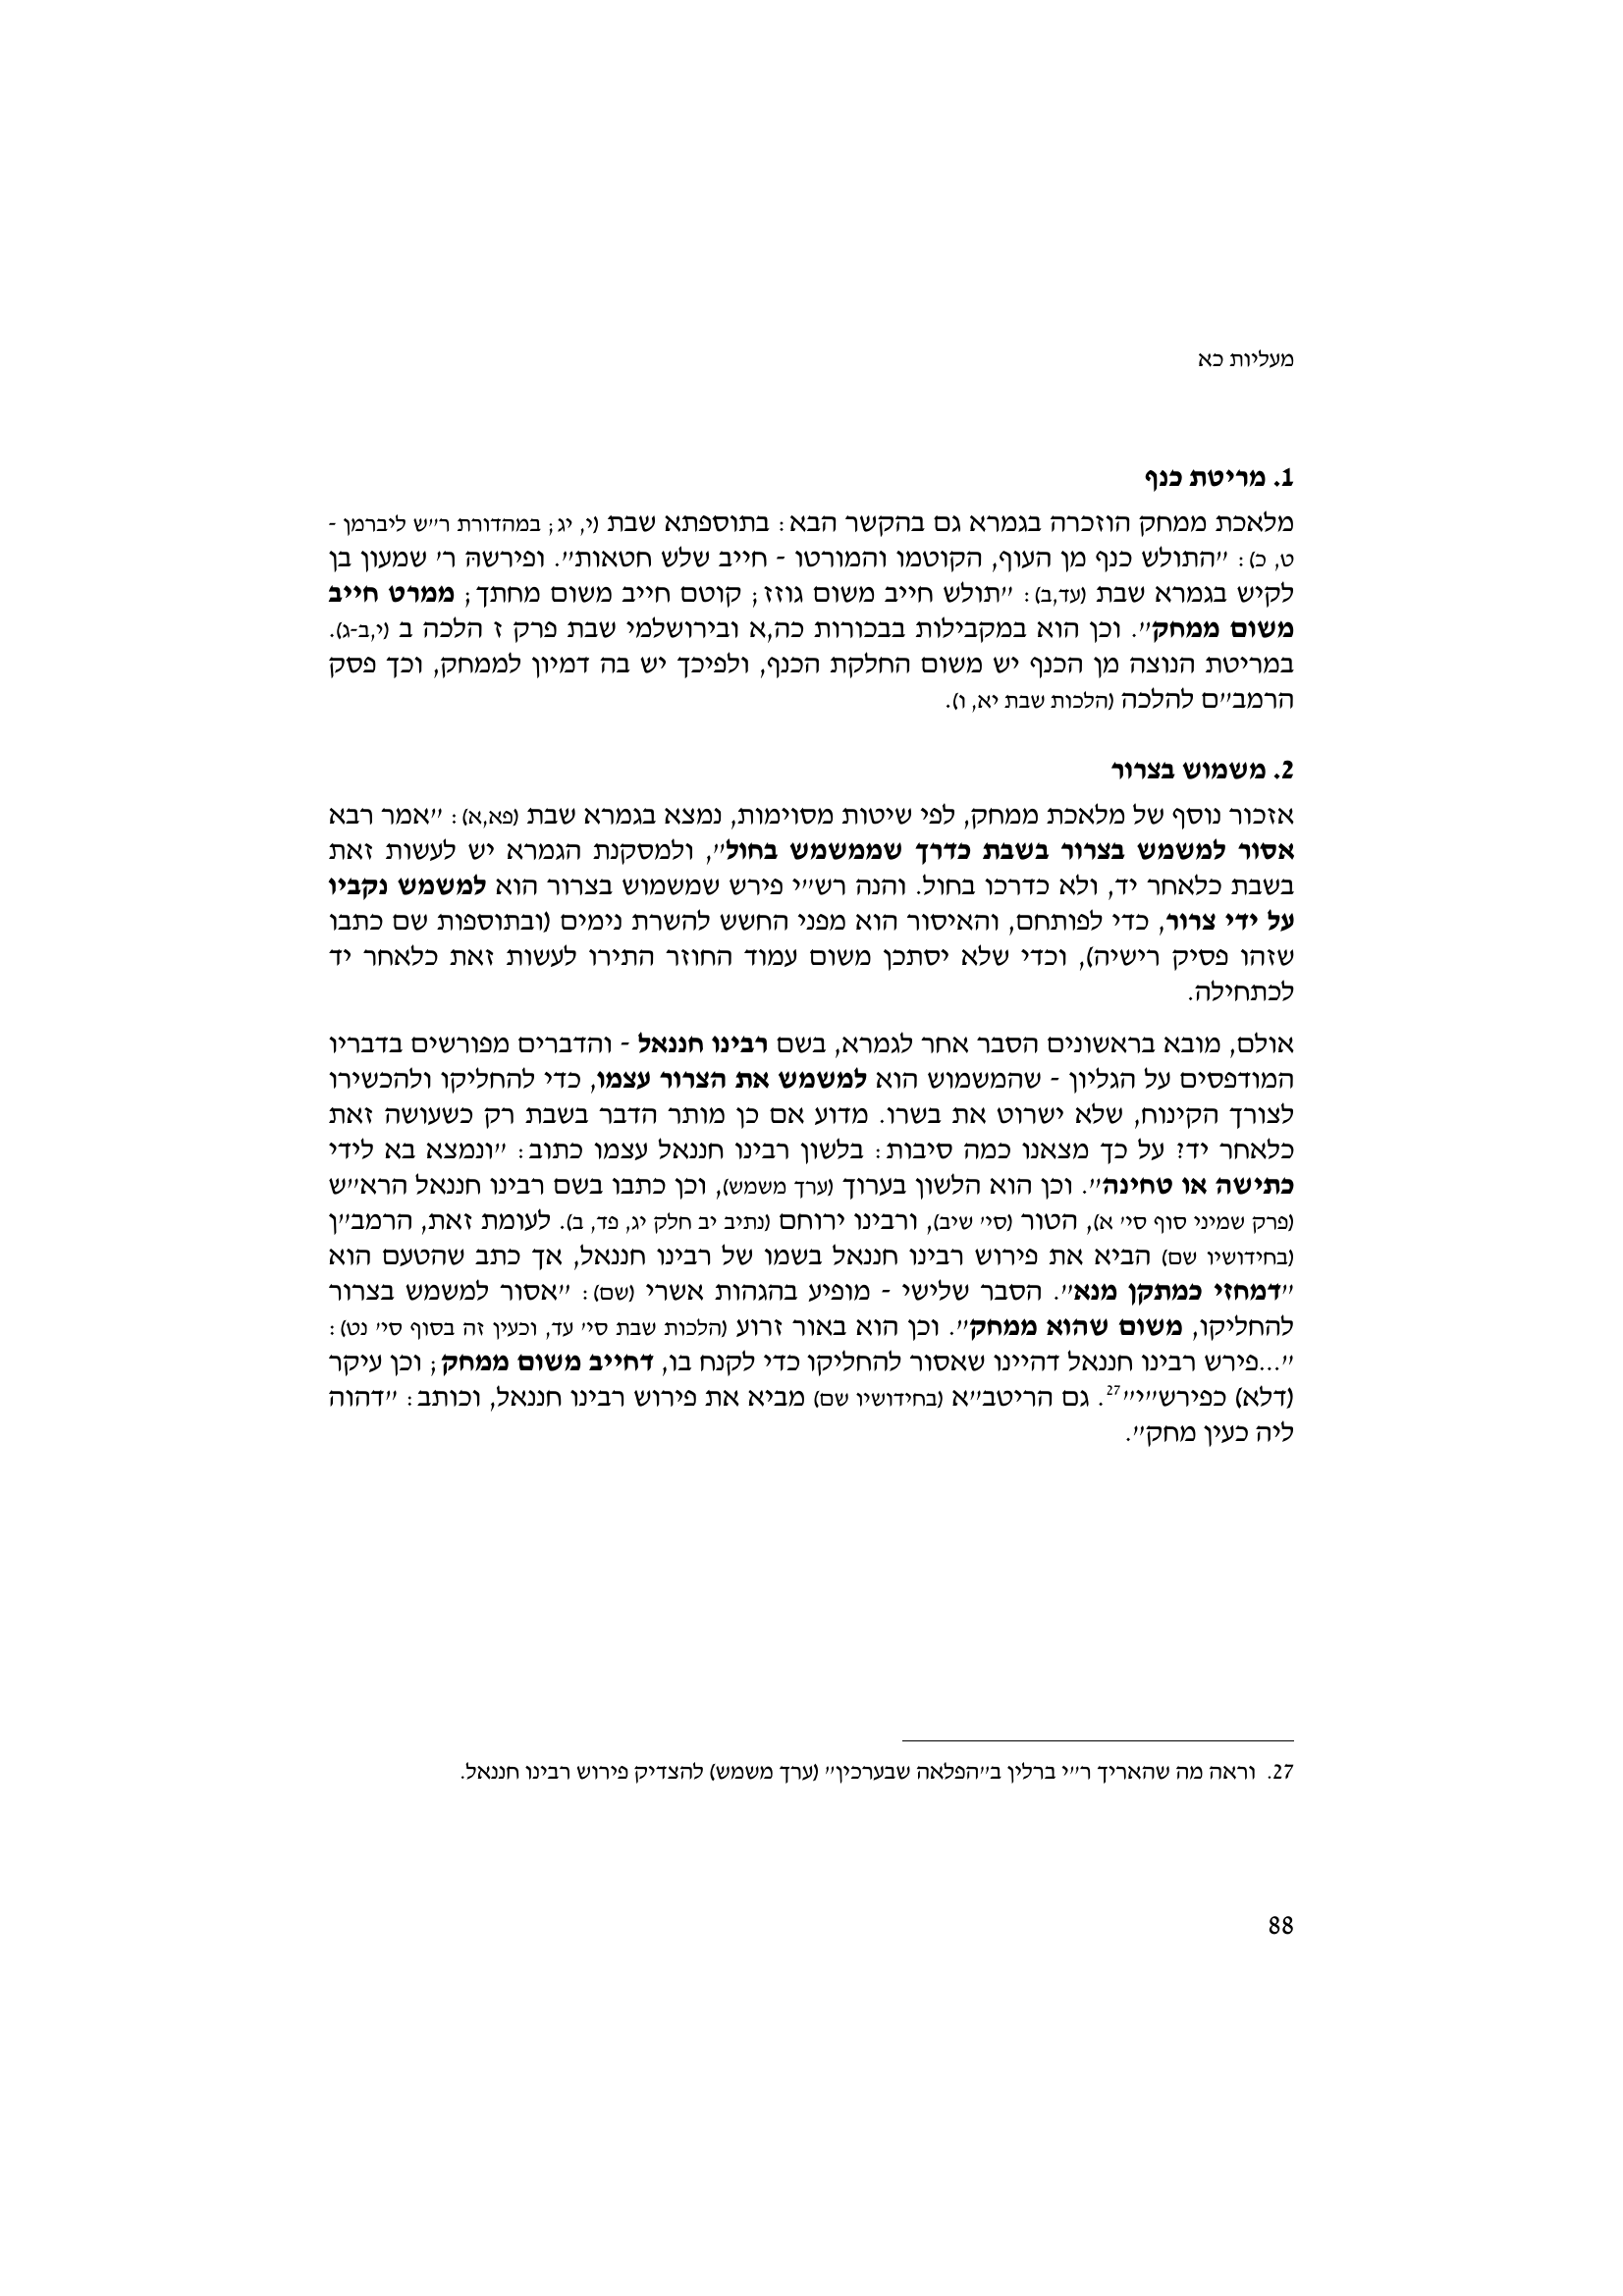 מעליות כא
1. מריטת כנף
מלאכת ממחק הוזכרה בגמרא גם בהקשר הבא: בתוספתא שבת (י, יג; במהדורת ר"ש ליברמן -
ט, כ): "התולש כנף מן העוף, הקוטמו והמורטו - חייב שלש חטאות". ופירשהּ ר' שמעון בן
לקיש בגמרא שבת (עד,ב): "תולש חייב משום גוזז; קוטם חייב משום מחתך; ממרט חייב
משום ממחק". וכן הוא במקבילות בבכורות כה,א ובירושלמי שבת פרק ז הלכה ב (י,ב-ג).
במריטת הנוצה מן הכנף יש משום החלקת הכנף, ולפיכך יש בה דמיון לממחק, וכך פסק
הרמב"ם להלכה (הלכות שבת יא, ו).
2. משמוש בצרור
אזכור נוסף של מלאכת ממחק, לפי שיטות מסוימות, נמצא בגמרא שבת (פא,א): "אמר רבא
אסור למשמש בצרור בשבת כדרך שממשמש בחול", ולמסקנת הגמרא יש לעשות זאת
בשבת כלאחר יד, ולא כדרכו בחול. והנה רש"י פירש שמשמוש בצרור הוא למשמש נקביו
על ידי צרור, כדי לפותחם, והאיסור הוא מפני החשש להשרת נימים (ובתוספות שם כתבו
שזהו פסיק רישיה), וכדי שלא יסתכן משום עמוד החוזר התירו לעשות זאת כלאחר יד
לכתחילה.
אולם, מובא בראשונים הסבר אחר לגמרא, בשם רבינו חננאל - והדברים מפורשים בדבריו
המודפסים על הגליון - שהמשמוש הוא למשמש את הצרור עצמו, כדי להחליקו ולהכשירו
לצורך הקינוח, שלא ישרוט את בשרו. מדוע אם כן מותר הדבר בשבת רק כשעושה זאת
כלאחר יד? על כך מצאנו כמה סיבות: בלשון רבינו חננאל עצמו כתוב: "ונמצא בא לידי
כתישה או טחינה". וכן הוא הלשון בערוך (ערך משמש), וכן כתבו בשם רבינו חננאל הרא"ש
(פרק שמיני סוף סי' א), הטור (סי' שיב), ורבינו ירוחם (נתיב יב חלק יג, פד, ב). לעומת זאת, הרמב"ן
(בחידושיו שם) הביא את פירוש רבינו חננאל בשמו של רבינו חננאל, אך כתב שהטעם הוא
"דמחזי כמתקן מנא". הסבר שלישי - מופיע בהגהות אשרי (שם): "אסור למשמש בצרור
להחליקו, משום שהוא ממחק". וכן הוא באור זרוע (הלכות שבת סי' עד, וכעין זה בסוף סי' נט):
"...פירש רבינו חננאל דהיינו שאסור להחליקו כדי לקנח בו, דחייב משום ממחק; וכן עיקר
(דלא) כפירש"י"27. גם הריטב"א (בחידושיו שם) מביא את פירוש רבינו חננאל, וכותב: "דהוה
ליה כעין מחק".
27. וראה מה שהאריך ר"י ברלין ב"הפלאה שבערכין" (ערך משמש) להצדיק פירוש רבינו חננאל.
88